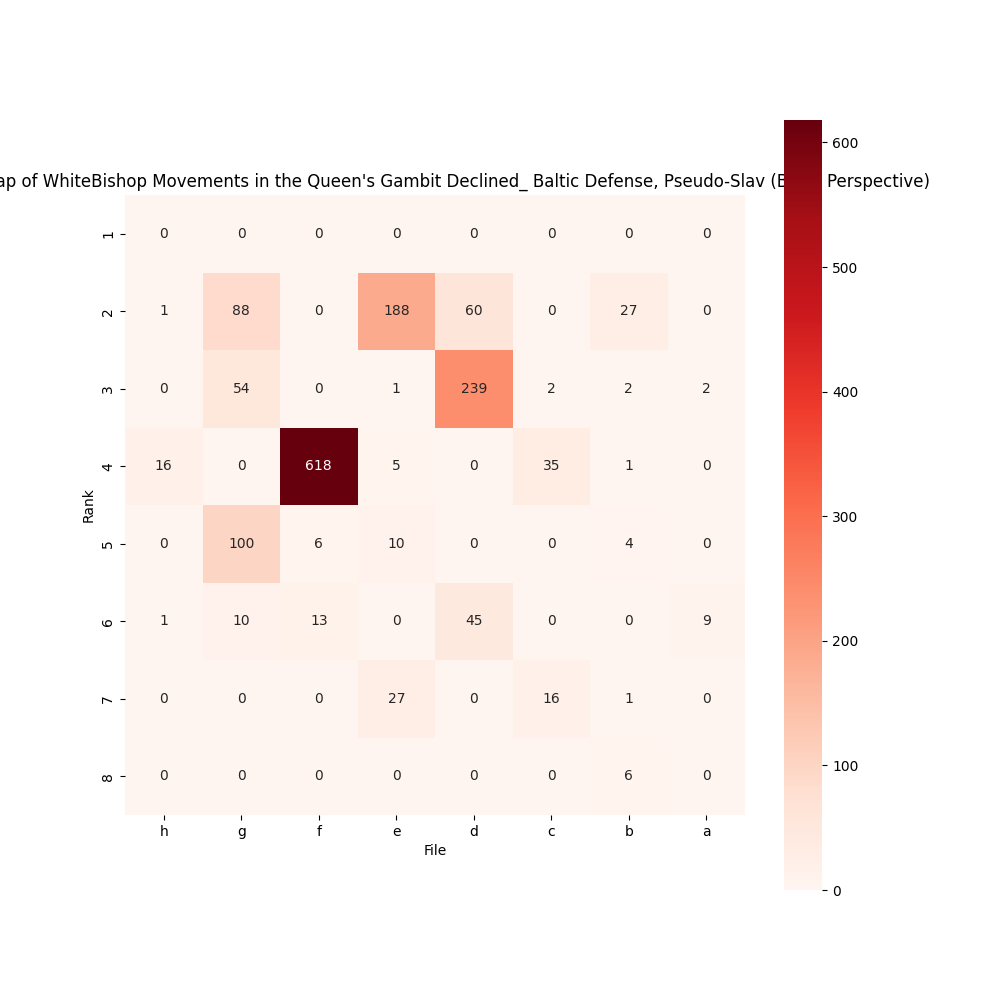 ap of WhiteBishop Movements in the Queen's Gambit Declined_ Baltic Defense, Pseudo-Slav (B Perspective)
600
500
400
300
200
100
0
1 0 0 0 0 0 0 0 0
2 1 88 0 188 60 0 27 0
3 0 54 0 1 239 2 2 2
4 16 0 618 5 0 35 1 0
Rank
5 0 100 6 10 0 0 4 0
6 1 10 13 0 45 0 0 9
7 0 0 0 27 0 16 1 0
8 0 0 0 0 0 0 6 0
h g f e d c b a
File